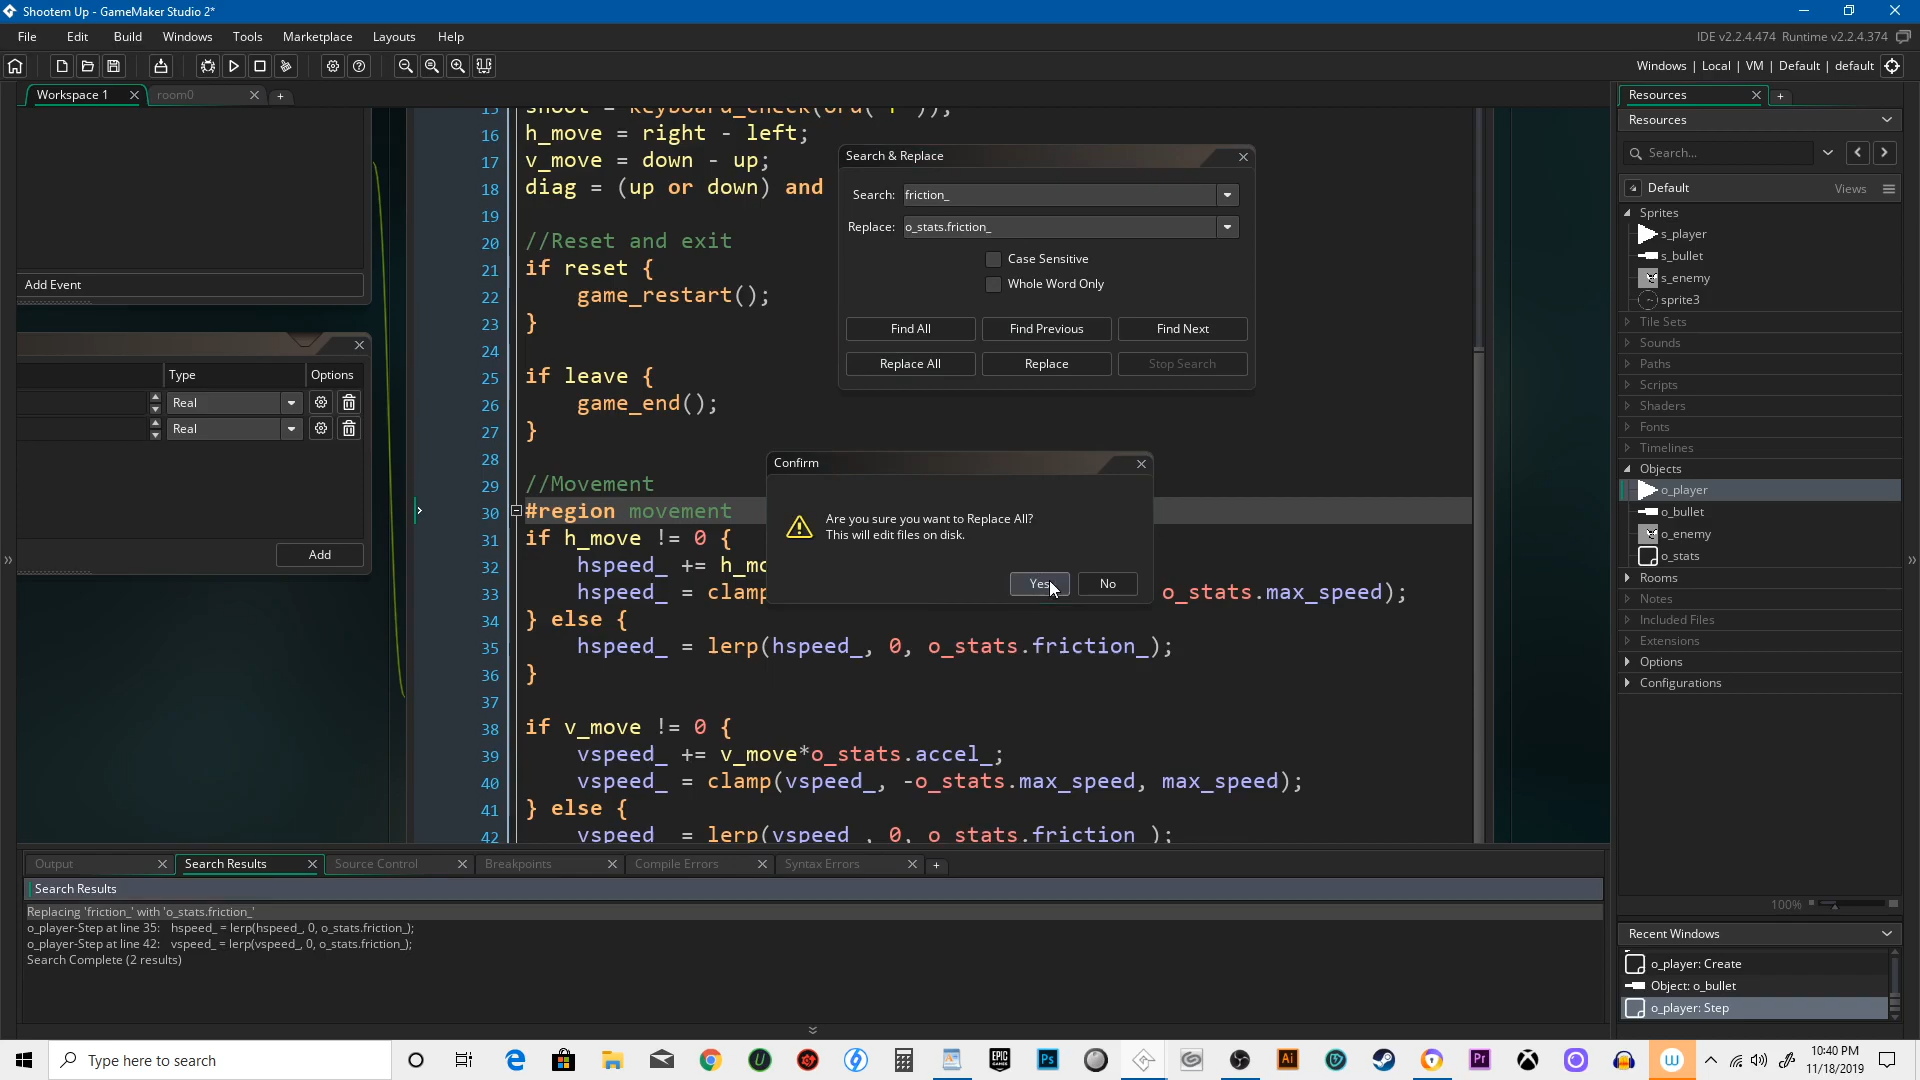 Shootem Up - GameMaker Studio 2*
File Edit Build Windows Tools Marketplace Layouts Help
IDE v2.2.4.474 Runtime v2.2.4.374
Windows | Local | VM | Default | default
Workspace 1
room0
16 h_move = right - left;
17 v_move = down - up;
18 diag = (up or down) and
19
20 //Reset and exit
21 if reset {
22 game_restart();
23 }
24
25 if leave {
26 game_end();
27 }
28
29 //Movement
30 #region movement
31 if h_move != 0 {
32 hspeed_ += h_mo
33 hspeed_ = clamp o_stats.max_speed);
34 } else {
35 hspeed_ = lerp(hspeed_, 0, o_stats.friction_);
36 }
37
38 if v_move != 0 {
39 vspeed_ += v_move*o_stats.accel_;
40 vspeed_ = clamp(vspeed_, -o_stats.max_speed, max_speed);
41 } else {
42 vspeed_ = lerp(vspeed_, 0, o_stats.friction_);
Add Event
Type Options
Real
Real
Add
Search & Replace
Search: friction_
Replace: o_stats.friction_
Case Sensitive
Whole Word Only
Find All Find Previous Find Next
Replace All Replace Stop Search
Confirm
Are you sure you want to Replace All?
This will edit files on disk.
Yes No
Resources
Resources
Search...
Default Views
Sprites
s_player
s_bullet
s_enemy
sprite3
Tile Sets
Sounds
Paths
Scripts
Shaders
Fonts
Timelines
Objects
o_player
o_bullet
o_enemy
o_stats
Rooms
Notes
Included Files
Extensions
Options
Configurations
100%
Recent Windows
o_player: Create
Object: o_bullet
o_player: Step
Output Search Results Source Control Breakpoints Compile Errors Syntax Errors
Search Results
Replacing 'friction_' with 'o_stats.friction_'
o_player-Step at line 35: hspeed_ = lerp(hspeed_, 0, o_stats.friction_);
o_player-Step at line 42: vspeed_ = lerp(vspeed_, 0, o_stats.friction_);
Search Complete (2 results)
Type here to search
10:40 PM
11/18/2019